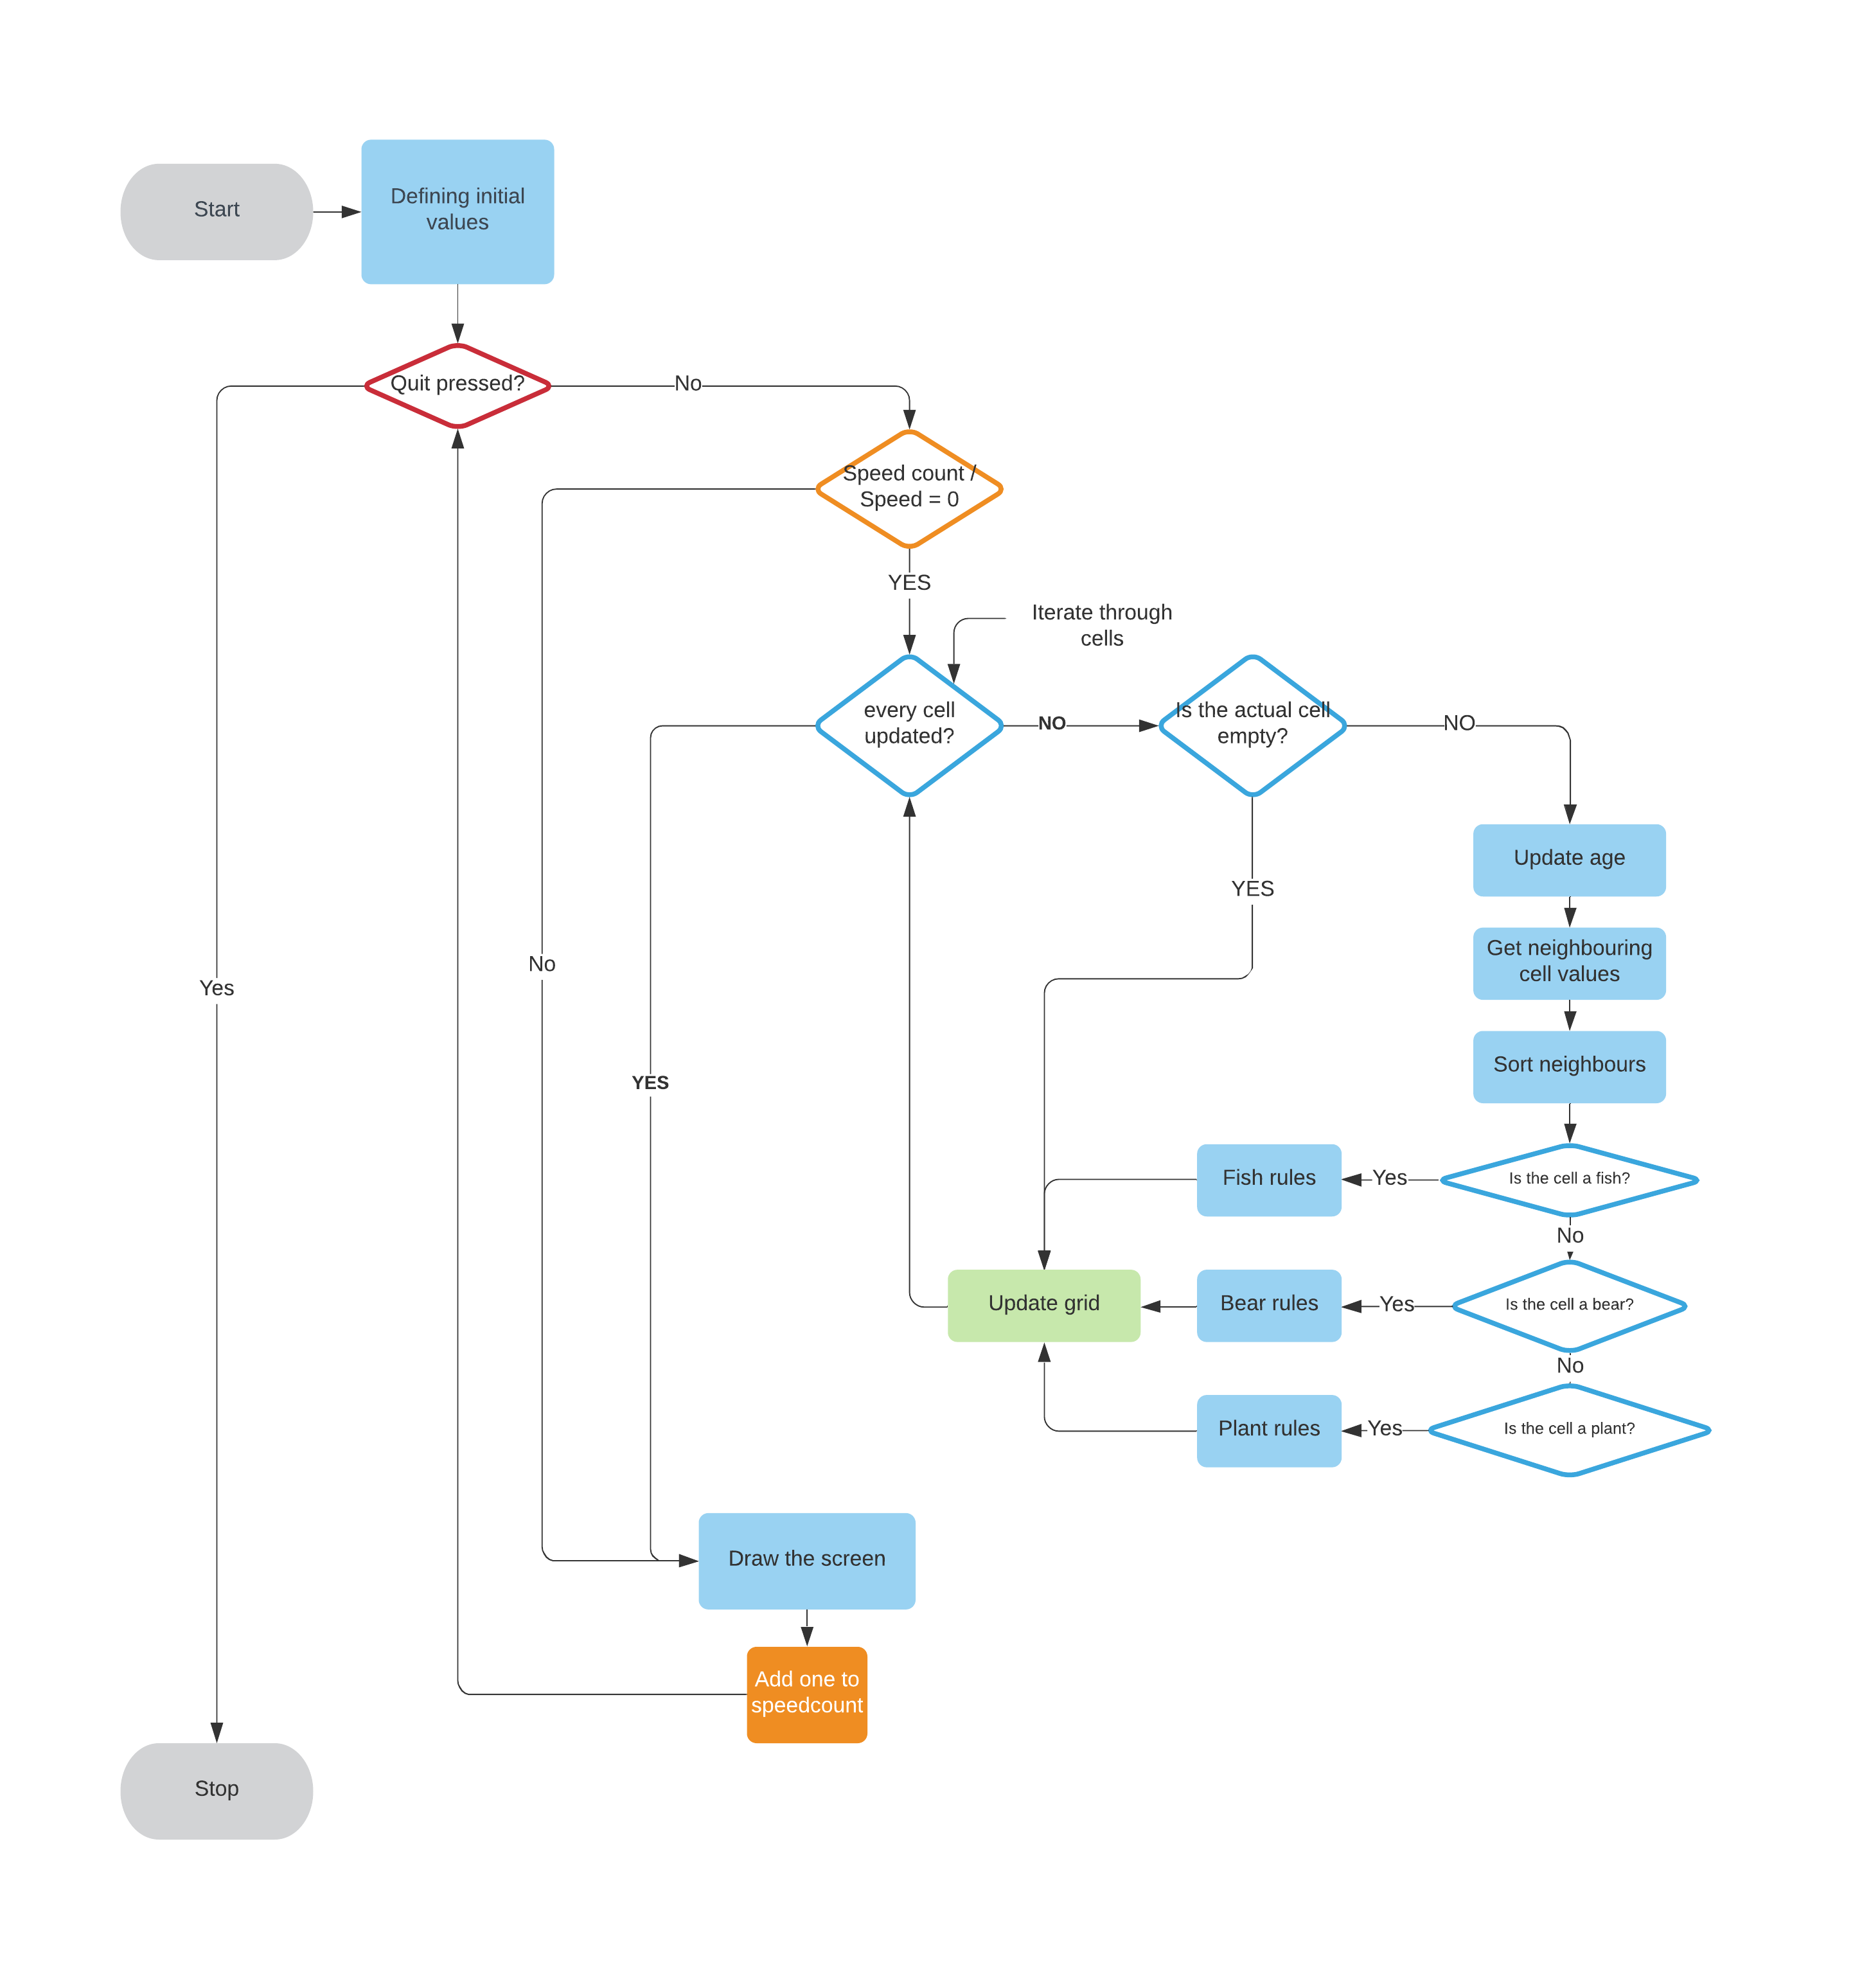 Start
Defining initial
values
Quit pressed?
No
Speed count /
Speed = 0
YES
Iterate through
cells
every cell
updated?
NO
Is the actual cell
empty?
NO
Update age
YES
Get neighbouring
cell values
No
Yes
Sort neighbours
YES
Fish rules
Yes
Is the cell a fish?
No
Update grid
Bear rules
Yes
Is the cell a bear?
No
Plant rules
Yes
Is the cell a plant?
Draw the screen
Add one to
speedcount
Stop